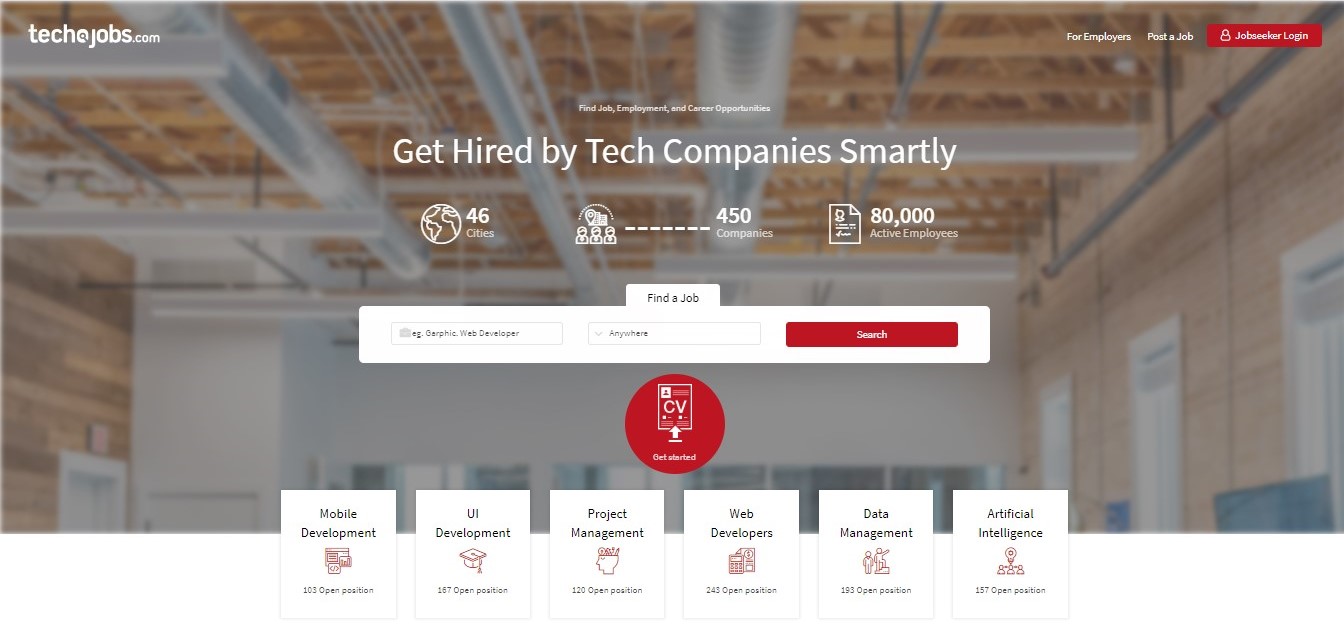 techejobs.com
For Employers
Post a Job
Jobseeker Login
Find Job, Employment, and Career Opportunities
Get Hired by Tech Companies Smartly
46
Cities
450
Companies
80,000
Active Employees
Find a Job
eg. Garphic. Web Developer
Anywhere
Search
CV
Get started
Mobile
Development
103 Open position
UI
Development
167 Open position
Project
Management
120 Open position
Web
Developers
243 Open position
Data
Management
193 Open position
Artificial
Intelligence
157 Open position